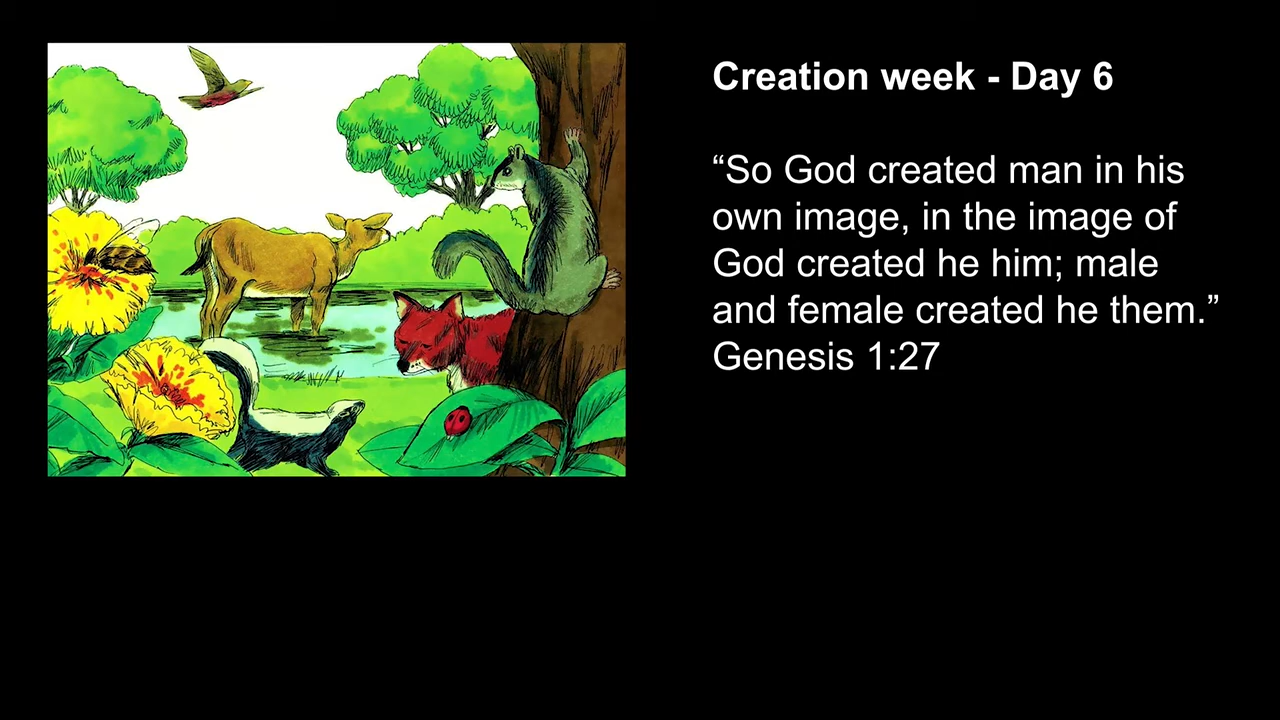 Creation week - Day 6
“So God created man in his
own image, in the image of
God created he him; male
and female created he them.”
Genesis 1:27